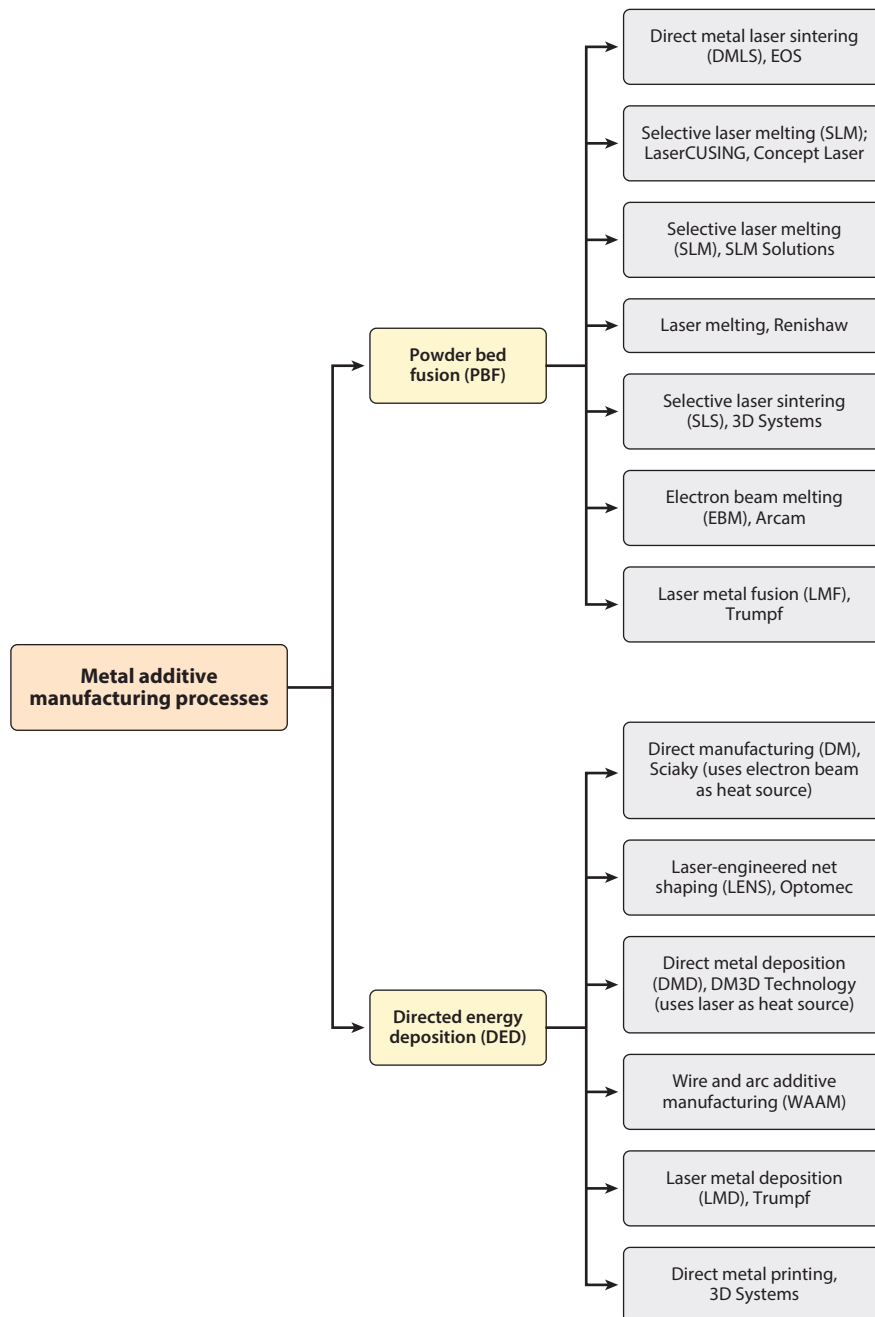 Direct metal laser sintering
(DMLS), EOS
Selective laser melting (SLM);
LaserCUSING, Concept Laser
Selective laser melting
(SLM), SLM Solutions
Laser melting, Renishaw
Powder bed
fusion (PBF)
Selective laser sintering
(SLS), 3D Systems
Electron beam melting
(EBM), Arcam
Laser metal fusion (LMF),
Trumpf
Metal additive
manufacturing processes
Direct manufacturing (DM),
Sciaky (uses electron beam
as heat source)
Laser-engineered net
shaping (LENS), Optomec
Direct metal deposition
(DMD), DM3D Technology
(uses laser as heat source)
Directed energy
deposition (DED)
Wire and arc additive
manufacturing (WAAM)
Laser metal deposition
(LMD), Trumpf
Direct metal printing,
3D Systems